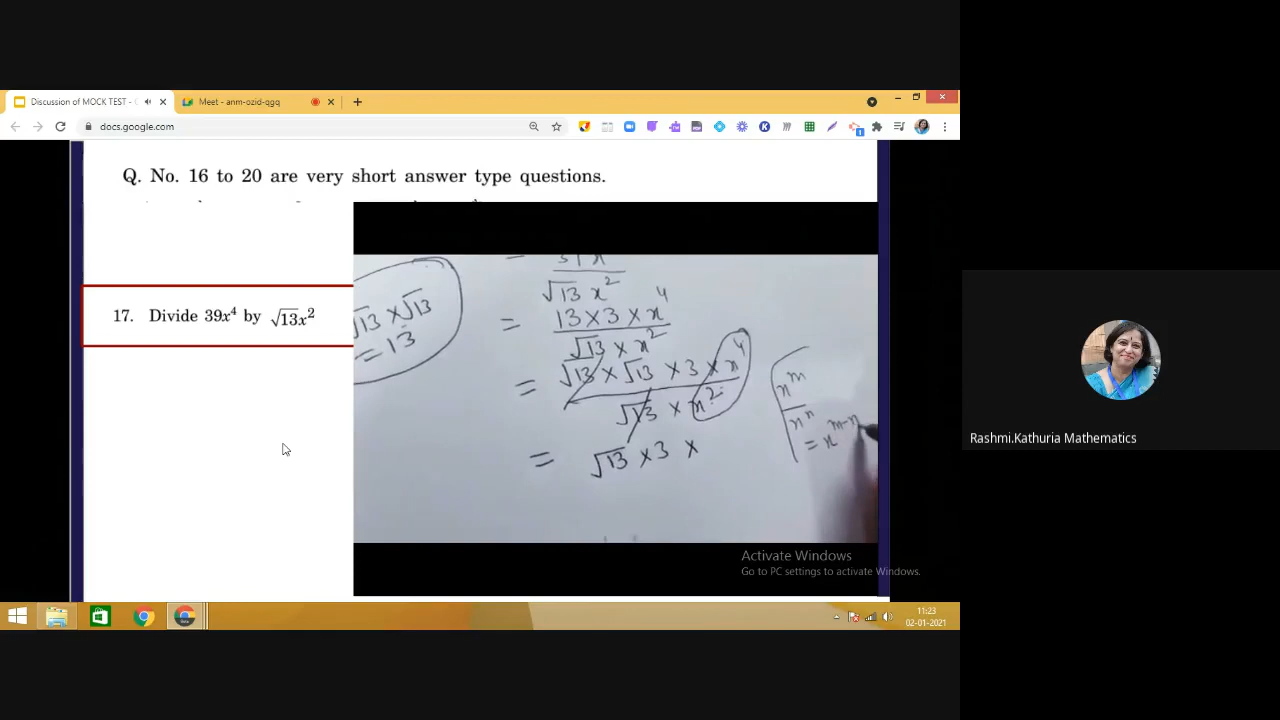 Discussion of MOCK TEST -
Meet - anm-ozid-qgq
docs.google.com
Q. No. 16 to 20 are very short answer type questions.
17. Divide 39x⁴ by √13x²
√13 x²
= 13 × 3 × x⁴
√13 × x²
= √13 × √13 × 3 × x⁴
√13 × x²
= √13 × 3 ×
√13 × √13
= 13
xᵐ
xⁿ
= xᵐ⁻ⁿ
Activate Windows
Go to PC settings to activate Windows.
Rashmi.Kathuria Mathematics
11:23
02-01-2021